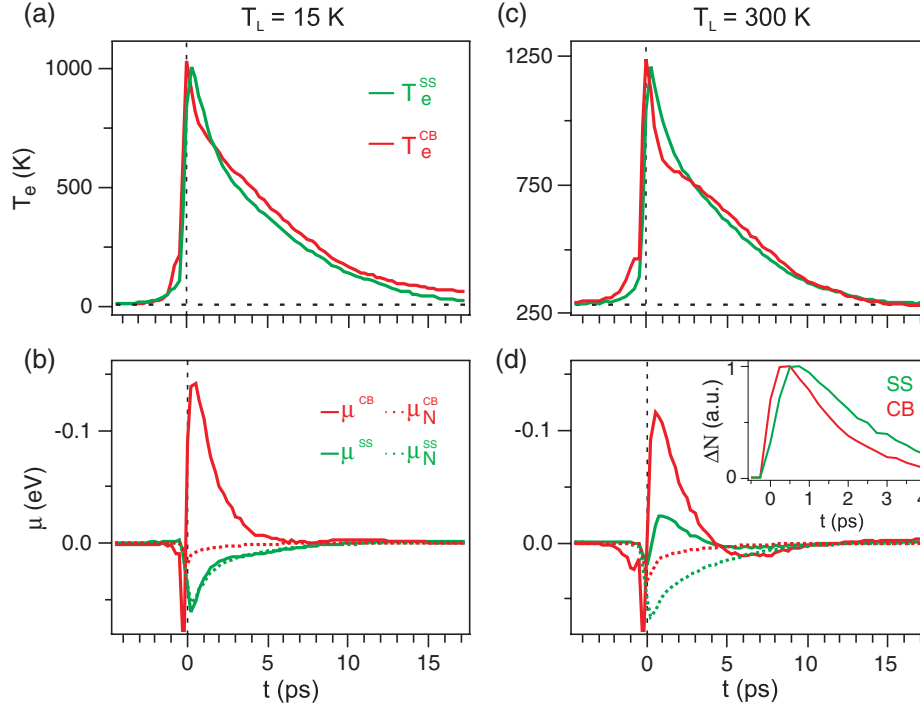 (a) T_L = 15 K
1000
500
0
T_e (K)
T_e^SS
T_e^CB
(c) T_L = 300 K
1250
750
250
(b)
-0.1
0.0
μ (eV)
μ^CB μ_N^CB
μ^SS μ_N^SS
0 5 10 15
t (ps)
(d)
-0.1
0.0
1
0
ΔN (a.u.)
SS
CB
0 1 2 3 4
t (ps)
0 5 10 15
t (ps)